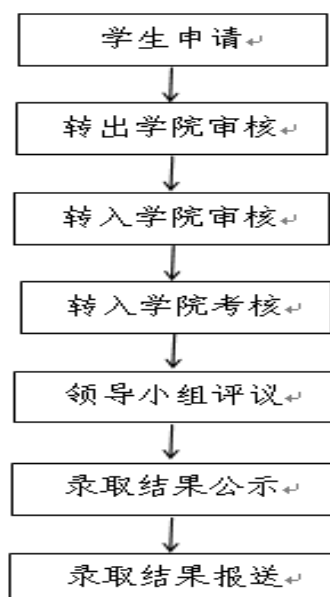 学生申请
转出学院审核
转入学院审核
转入学院考核
领导小组评议
录取结果公示
录取结果报送